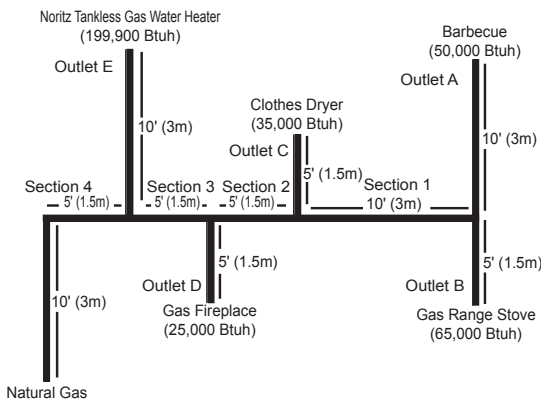 Noritz Tankless Gas Water Heater
(199,900 Btuh)
Outlet E
Barbecue
(50,000 Btuh)
Outlet A
10' (3m)
Clothes Dryer
(35,000 Btuh)
Outlet C
10' (3m)
5' (1.5m)
Section 4
5' (1.5m)
Section 3
5' (1.5m)
Section 2
5' (1.5m)
Section 1
10' (3m)
10' (3m)
5' (1.5m)
Outlet D
Gas Fireplace
(25,000 Btuh)
5' (1.5m)
Outlet B
Gas Range Stove
(65,000 Btuh)
Natural Gas